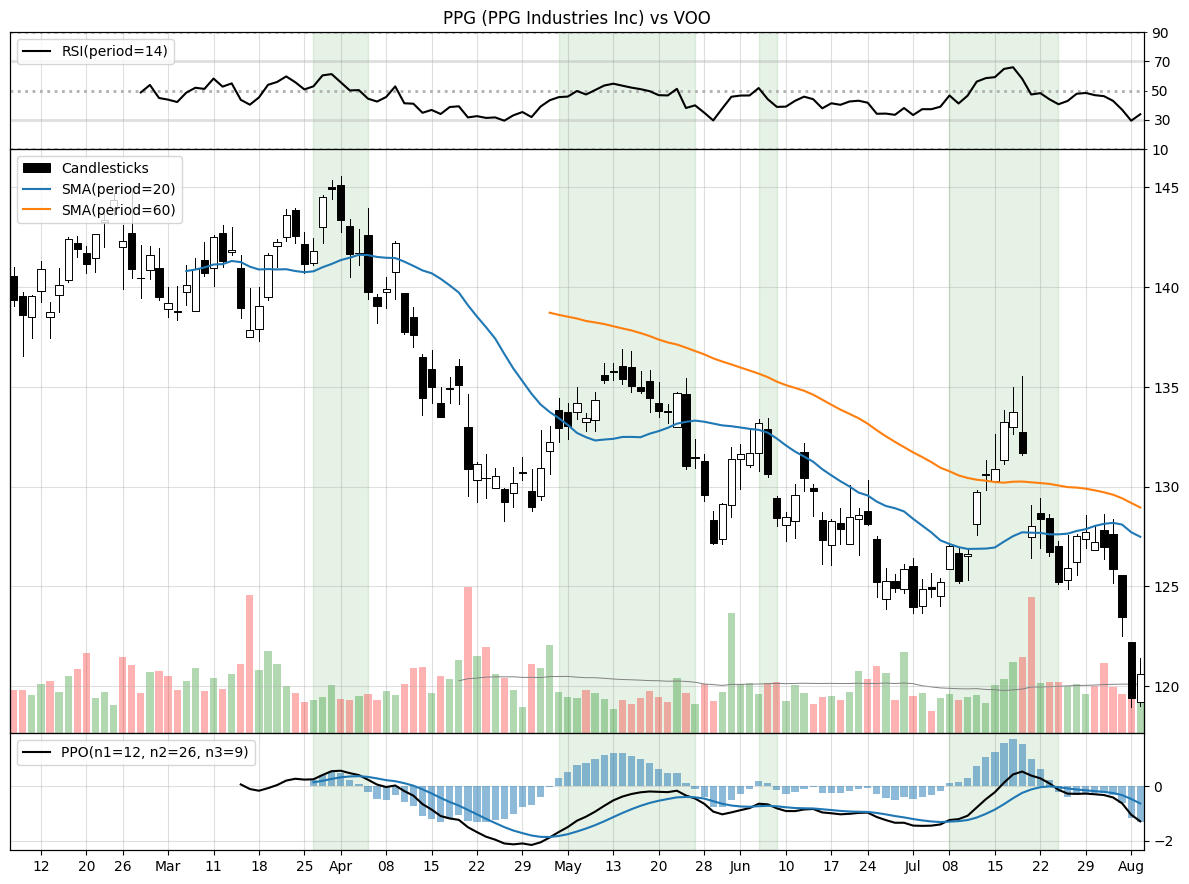 PPG (PPG Industries Inc) vs VOO
RSI(period=14)
90
70
50
30
10
Candlesticks
SMA(period=20)
SMA(period=60)
145
140
135
130
125
120
PPO(n1=12, n2=26, n3=9)
0
−2
12 20 26 Mar 11 18 25 Apr 08 15 22 29 May 13 20 28 Jun 10 17 24 Jul 08 15 22 29 Aug